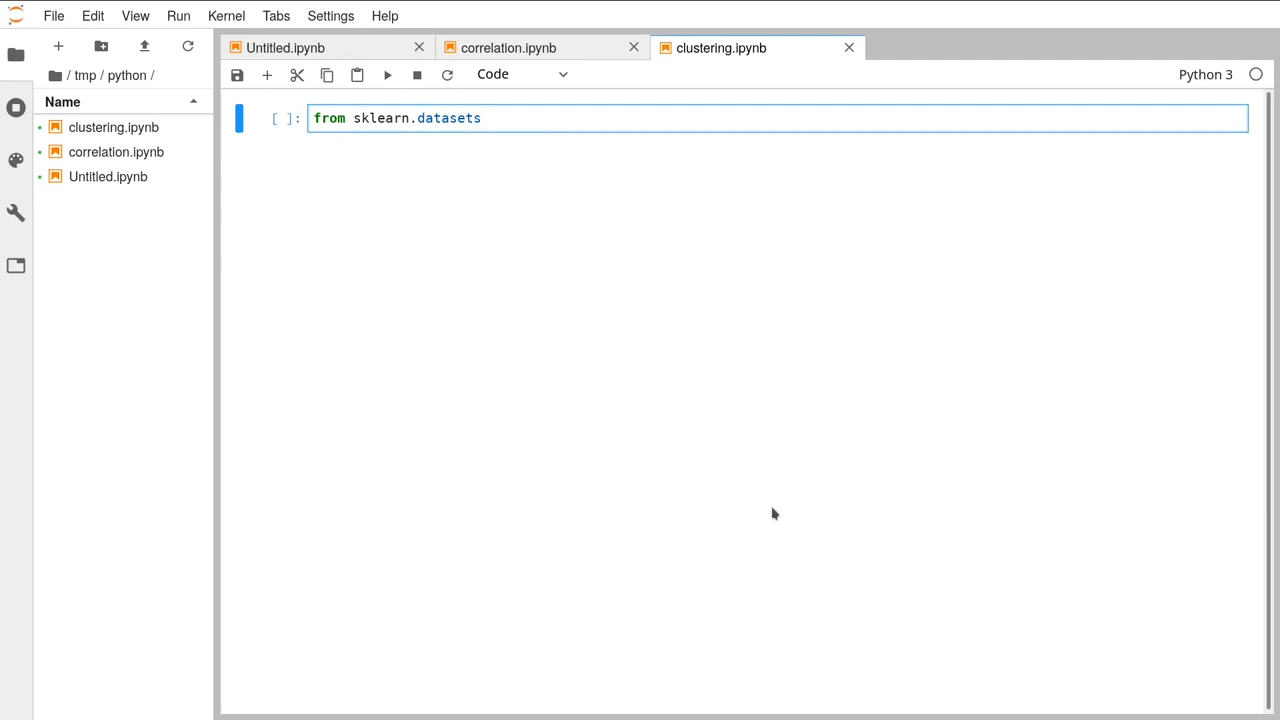 File Edit View Run Kernel Tabs Settings Help
Untitled.ipynb correlation.ipynb clustering.ipynb
Code Python 3
/ tmp / python /
Name
clustering.ipynb
correlation.ipynb
Untitled.ipynb
[ ]: from sklearn.datasets